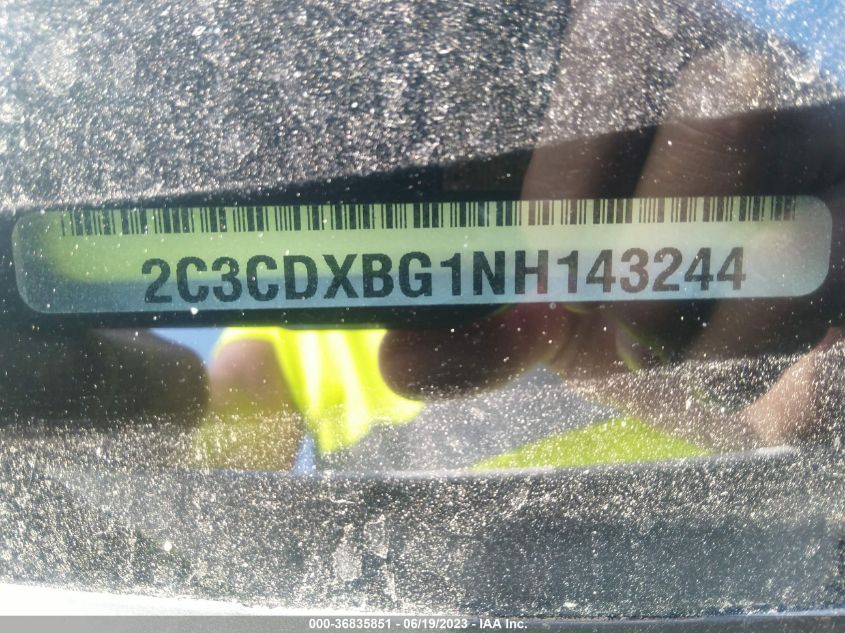 2C3CDXBG1NH143244
000-36835851 - 06/19/2023 - IAA Inc.